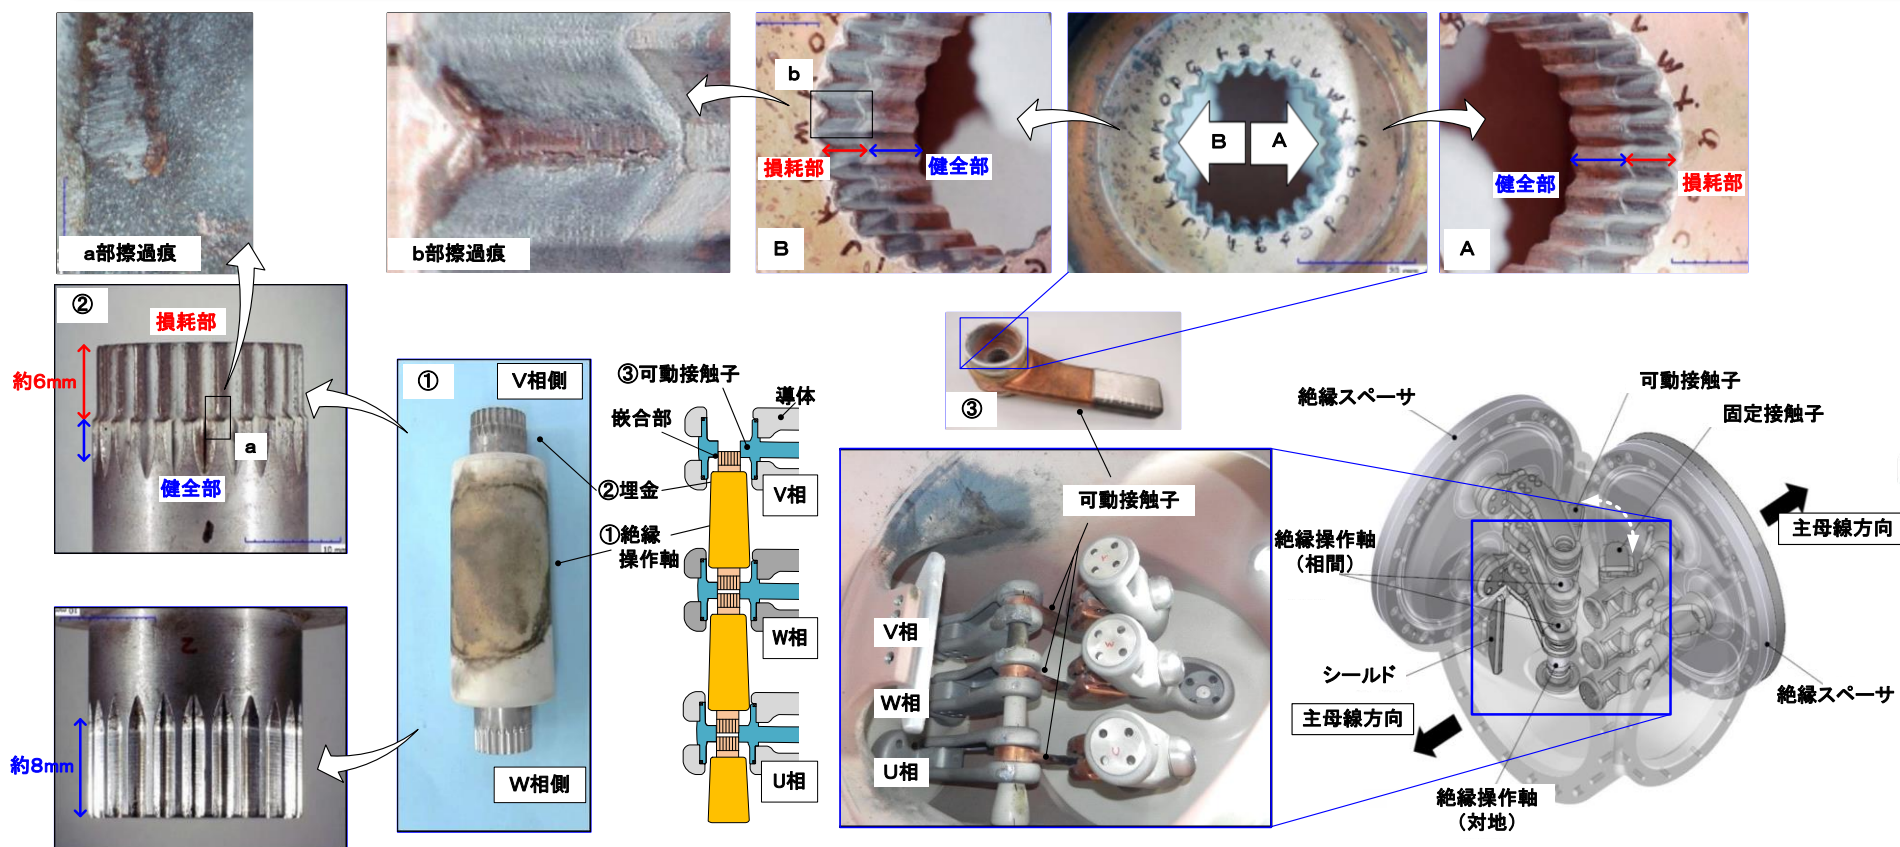 a部擦過痕
b部擦過痕
b
損耗部
健全部
B
B
A
健全部
損耗部
A
②
損耗部
約6mm
a
健全部
10 mm
約8mm
①
V相側
W相側
③可動接触子
導体
嵌合部
②埋金
V相
①絶縁
操作軸
W相
U相
③
可動接触子
V相
W相
U相
絶縁スペーサ
可動接触子
固定接触子
主母線方向
絶縁操作軸
（相間）
シールド
主母線方向
絶縁スペーサ
絶縁操作軸
（対地）